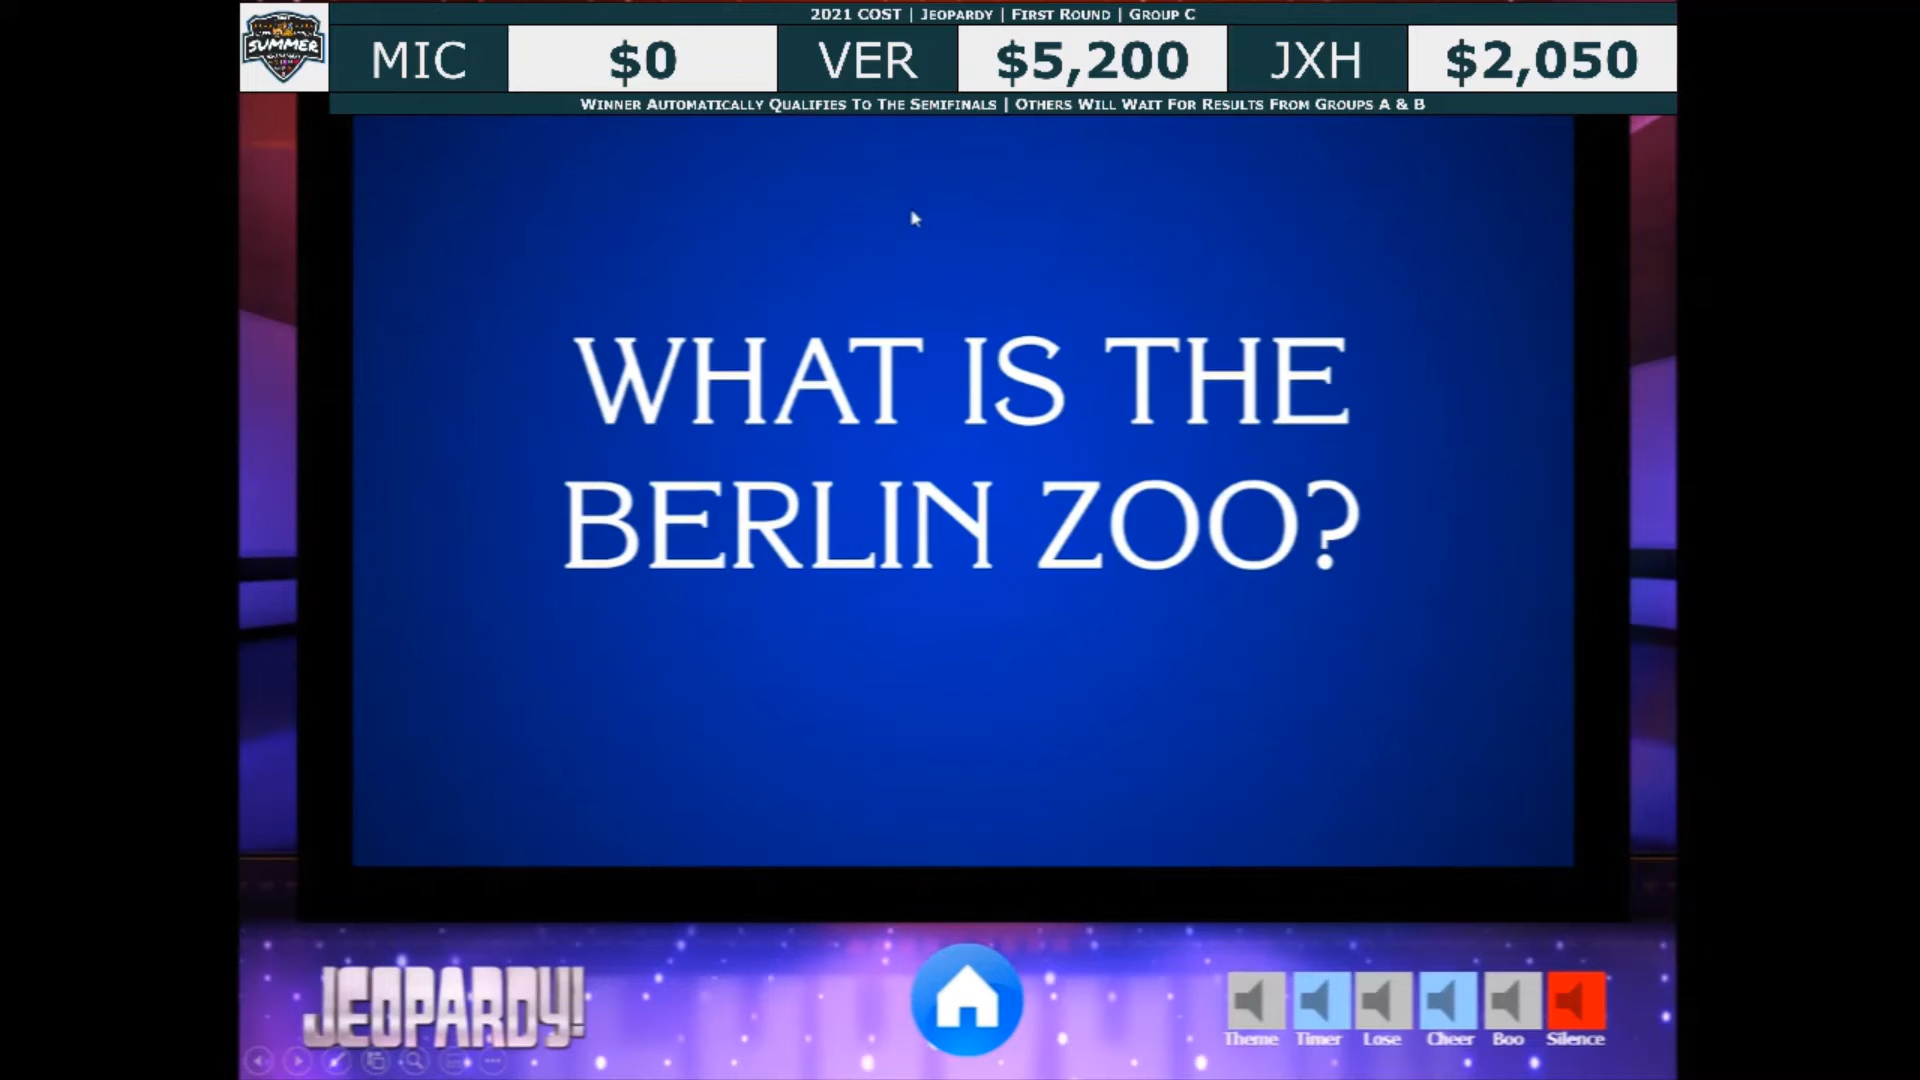 2021 COST | JEOPARDY | FIRST ROUND | GROUP C
SUMMER
MIC $0 VER $5,200 JXH $2,050
WINNER AUTOMATICALLY QUALIFIES TO THE SEMIFINALS | OTHERS WILL WAIT FOR RESULTS FROM GROUPS A & B
WHAT IS THE
BERLIN ZOO?
JEOPARDY!
Theme Timer Lose Cheer Boo Silence